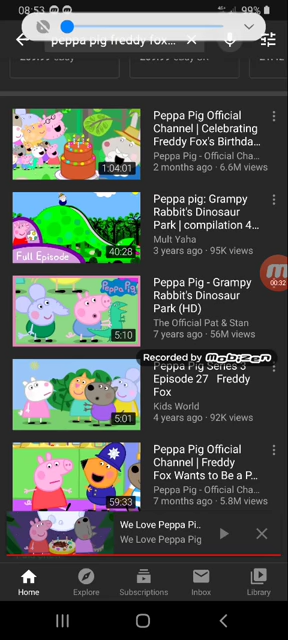 08:53
99%
peppa pig freddy fox...
Peppa Pig Official
Channel | Celebrating
Freddy Fox's Birthda...
Peppa Pig - Official Cha...
2 months ago · 6.6M views
1:04:01
Peppa pig: Grampy
Rabbit's Dinosaur
Park | compilation 4...
Mult Yaha
3 years ago · 95K views
Full Episode
40:28
Peppa Pig - Grampy
Rabbit's Dinosaur
Park (HD)
The Official Pat & Stan
7 years ago · 56M views
Peppa Pig
5:10
00:32
Recorded by mobizen
Peppa Pig Series 3
Episode 27 Freddy
Fox
Kids World
4 years ago · 92K views
5:01
Peppa Pig Official
Channel | Freddy
Fox Wants to Be a P...
Peppa Pig - Official Cha...
7 months ago · 5.8M views
59:33
We Love Peppa Pi..
We Love Peppa Pig
Home
Explore
Subscriptions
Inbox
Library